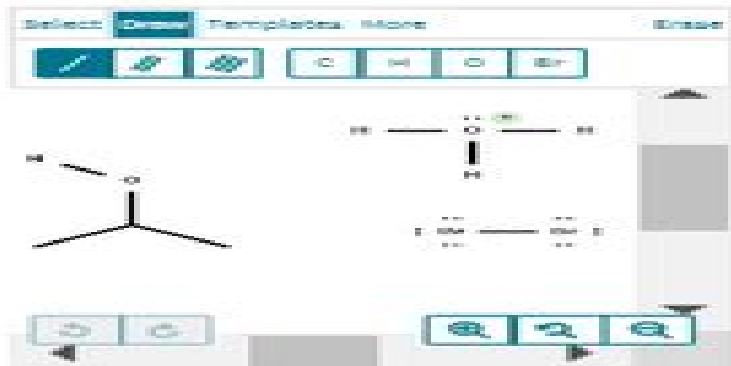 Select Draw Templates More Erase
C H O Br
H O H
H
H
O
Br Br